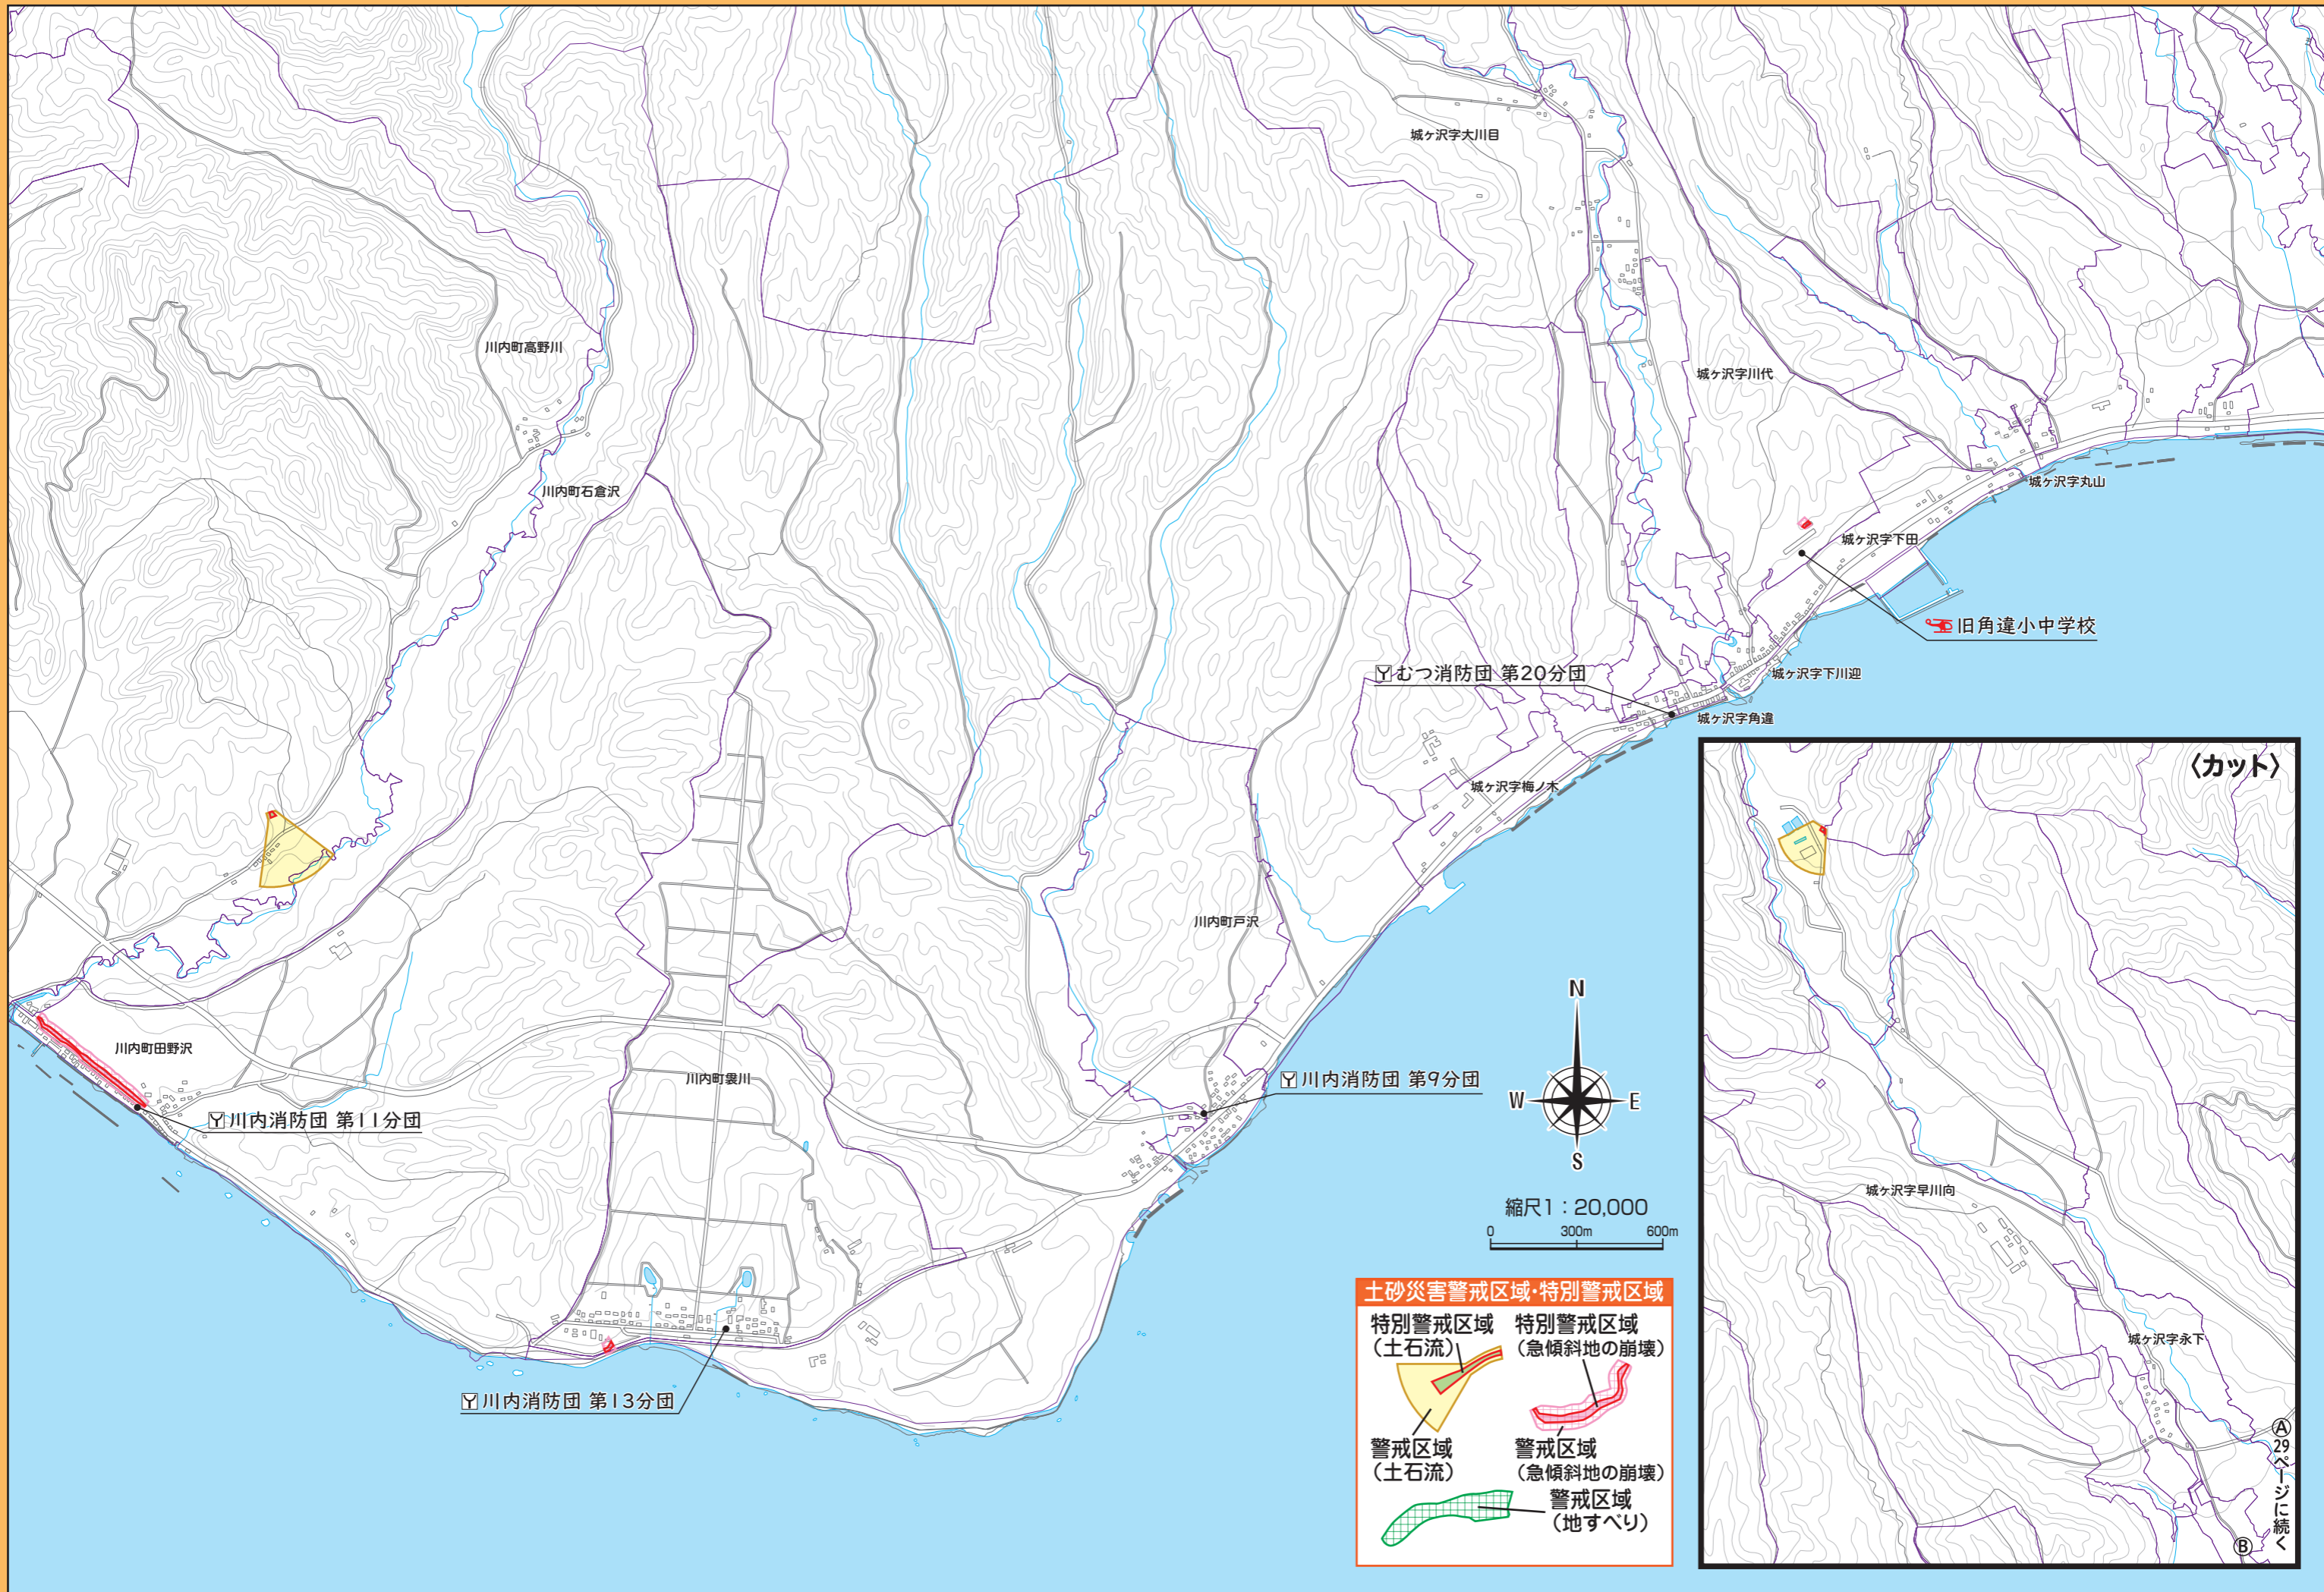 城ヶ沢字大川目
川内町高野川
城ヶ沢字川代
川内町石倉沢
城ヶ沢字丸山
城ヶ沢字下田
旧角違小中学校
むつ消防団 第20分団
城ヶ沢字下川迎
城ヶ沢字角違
城ヶ沢字梅ノ木
川内町戸沢
川内町田野沢
川内町蛎川
川内消防団 第9分団
川内消防団 第11分団
川内消防団 第13分団
N
W
E
S
縮尺1:20,000
0 300m 600m
土砂災害警戒区域・特別警戒区域
特別警戒区域
(土石流)
特別警戒区域
(急傾斜地の崩壊)
警戒区域
(土石流)
警戒区域
(急傾斜地の崩壊)
警戒区域
(地すべり)
〈カット〉
城ヶ沢字早川向
城ヶ沢字永下
Ⓐ
29ページに続く
Ⓑ